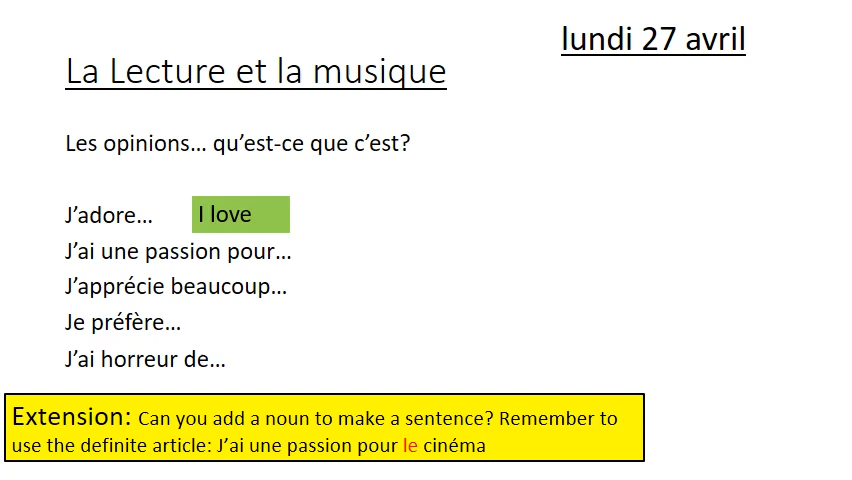 lundi 27 avril
La Lecture et la musique
Les opinions... qu’est-ce que c’est?
J’adore... I love
J’ai une passion pour...
J’apprécie beaucoup...
Je préfère...
J’ai horreur de...
Extension: Can you add a noun to make a sentence? Remember to
use the definite article: J’ai une passion pour le cinéma